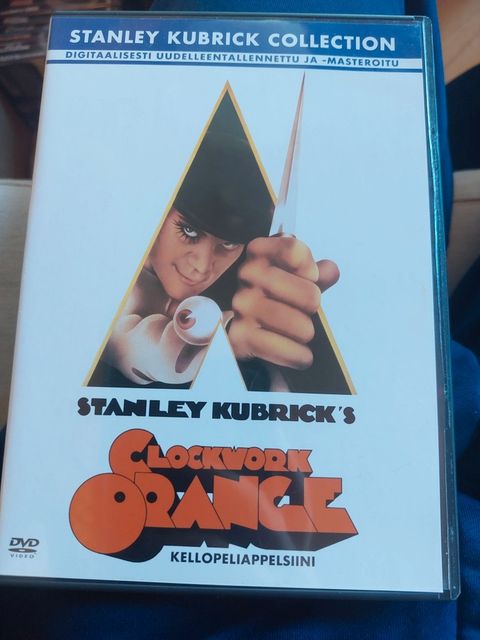 STANLEY KUBRICK COLLECTION
DIGITAALISESTI UUDELLEENTALLENNETTU JA -MASTEROITU
STANLEY KUBRICK'S
CLOCKWORK
ORANGE
KELLOPELIAPPELSIINI
DVD
VIDEO